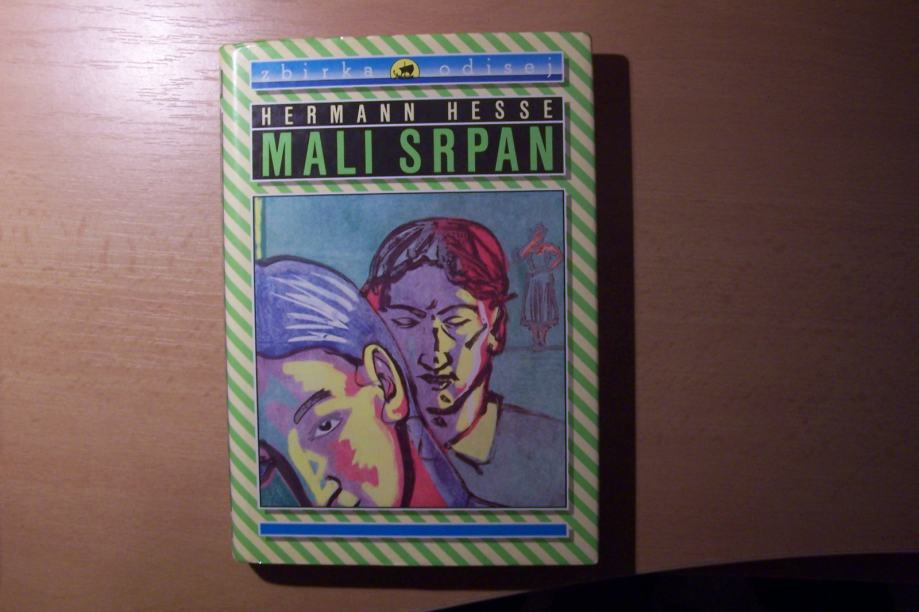 zbirka odisej
HERMANN HESSE
MALI SRPAN